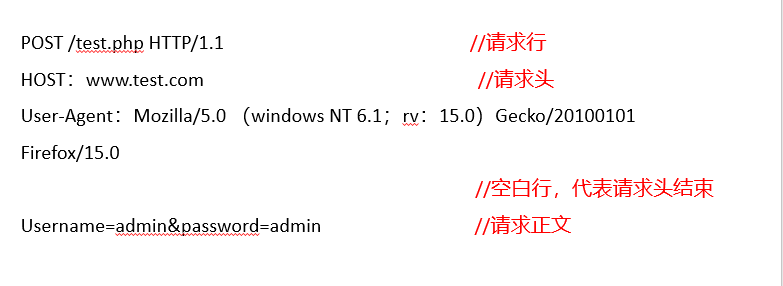 POST /test.php HTTP/1.1 //请求行
HOST：www.test.com //请求头
User-Agent：Mozilla/5.0 （windows NT 6.1；rv：15.0）Gecko/20100101
Firefox/15.0
//空白行，代表请求头结束
Username=admin&password=admin //请求正文